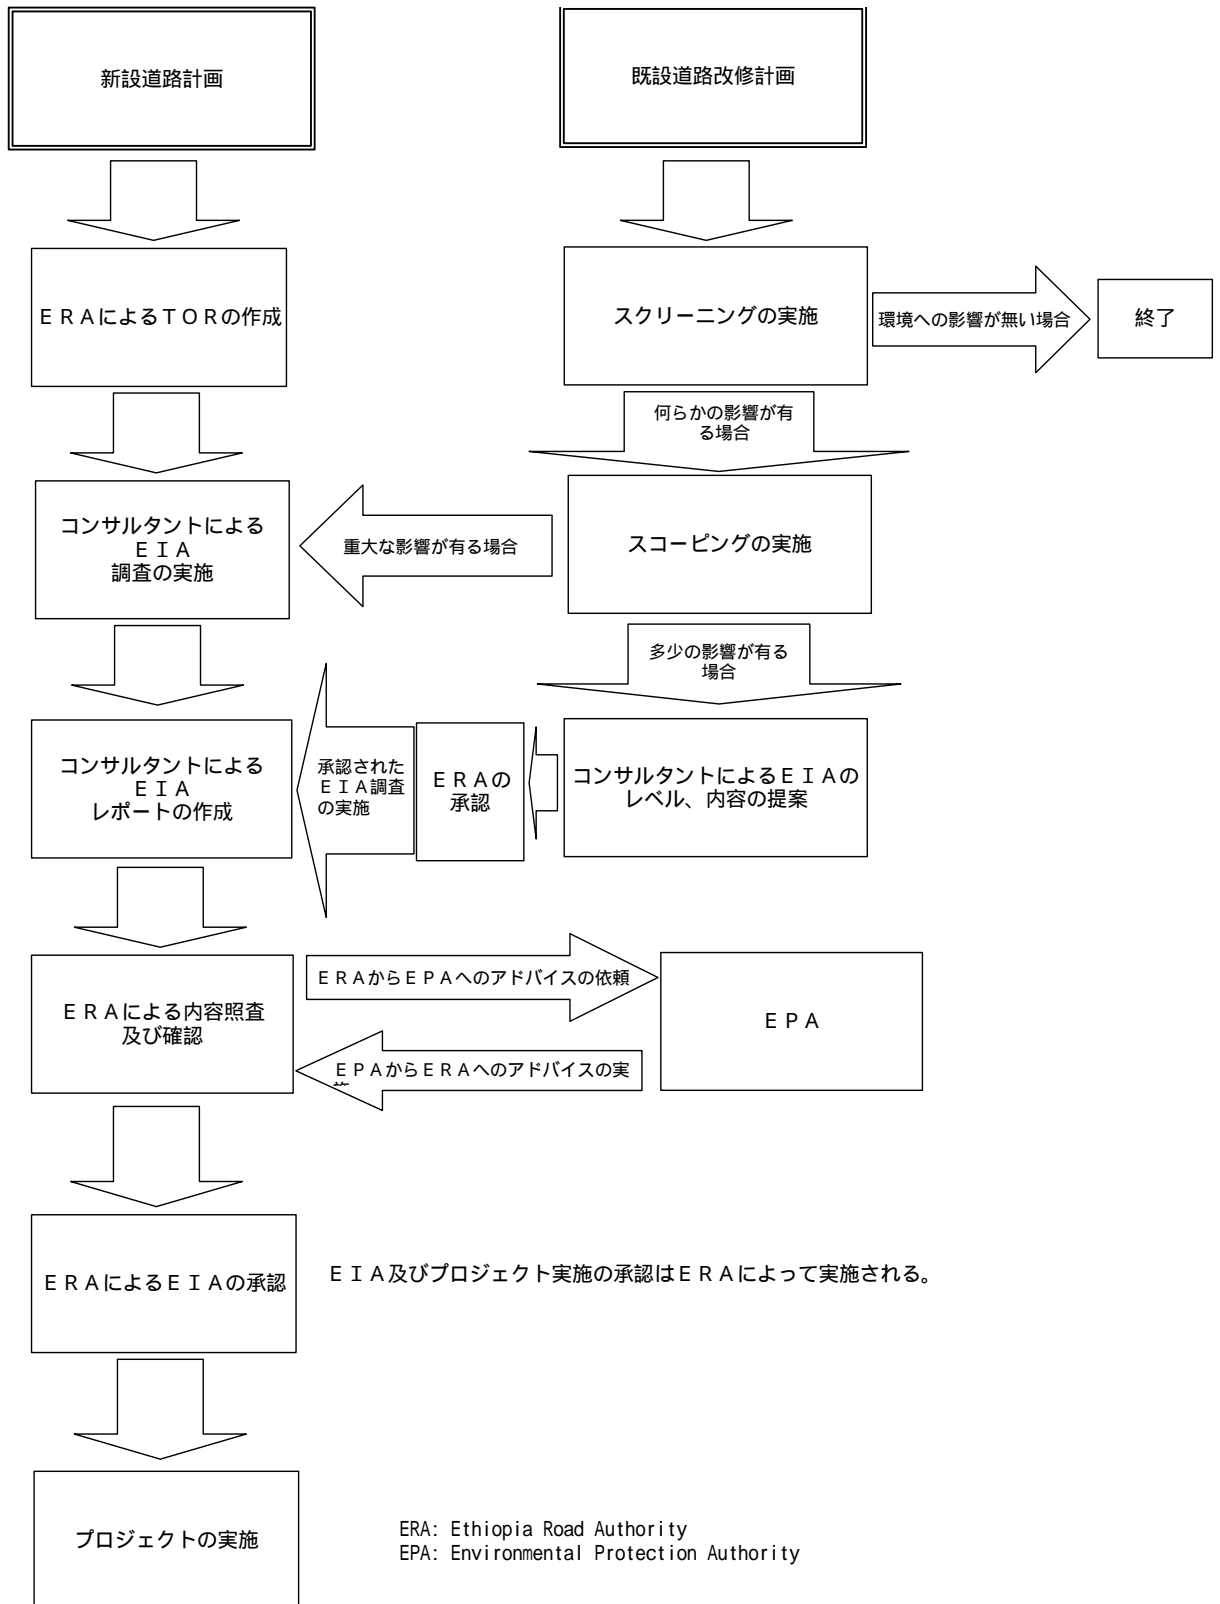 新設道路計画
既設道路改修計画
ＥＲＡによるＴＯＲの作成
スクリーニングの実施
環境への影響が無い場合
終了
何らかの影響が有
る場合
コンサルタントによる
ＥＩＡ
調査の実施
重大な影響が有る場合
スコーピングの実施
多少の影響が有る
場合
コンサルタントによる
ＥＩＡ
レポートの作成
承認された
ＥＩＡ調査
の実施
ＥＲＡの
承認
コンサルタントによるＥＩＡの
レベル、内容の提案
ＥＲＡによる内容照査
及び確認
ＥＲＡからＥＰＡへのアドバイスの依頼
ＥＰＡ
ＥＰＡからＥＲＡへのアドバイスの実
ＥＲＡによるＥＩＡの承認
ＥＩＡ及びプロジェクト実施の承認はＥＲＡによって実施される。
プロジェクトの実施
ERA: Ethiopia Road Authority
EPA: Environmental Protection Authority